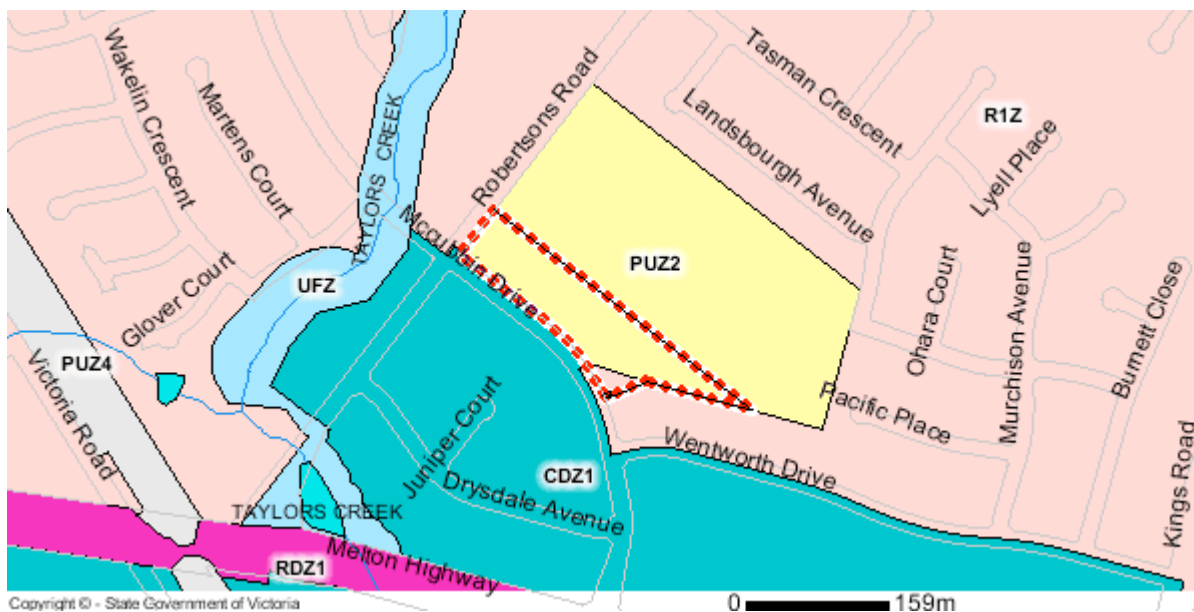 Wakelin Crescent
Martens Court
TAYLORS CREEK
Robertsons Road
Tasman Crescent
Landsbourgh Avenue
R1Z
Lyell Place
Mccubbin Drive
PUZ2
UFZ
Glover Court
PUZ4
Victoria Road
Ohara Court
Murchison Avenue
Burnett Close
Pacific Place
Juniper Court
Wentworth Drive
CDZ1
Drysdale Avenue
Kings Road
TAYLORS CREEK
Melton Highway
RDZ1
Copyright © - State Government of Victoria
0 159m